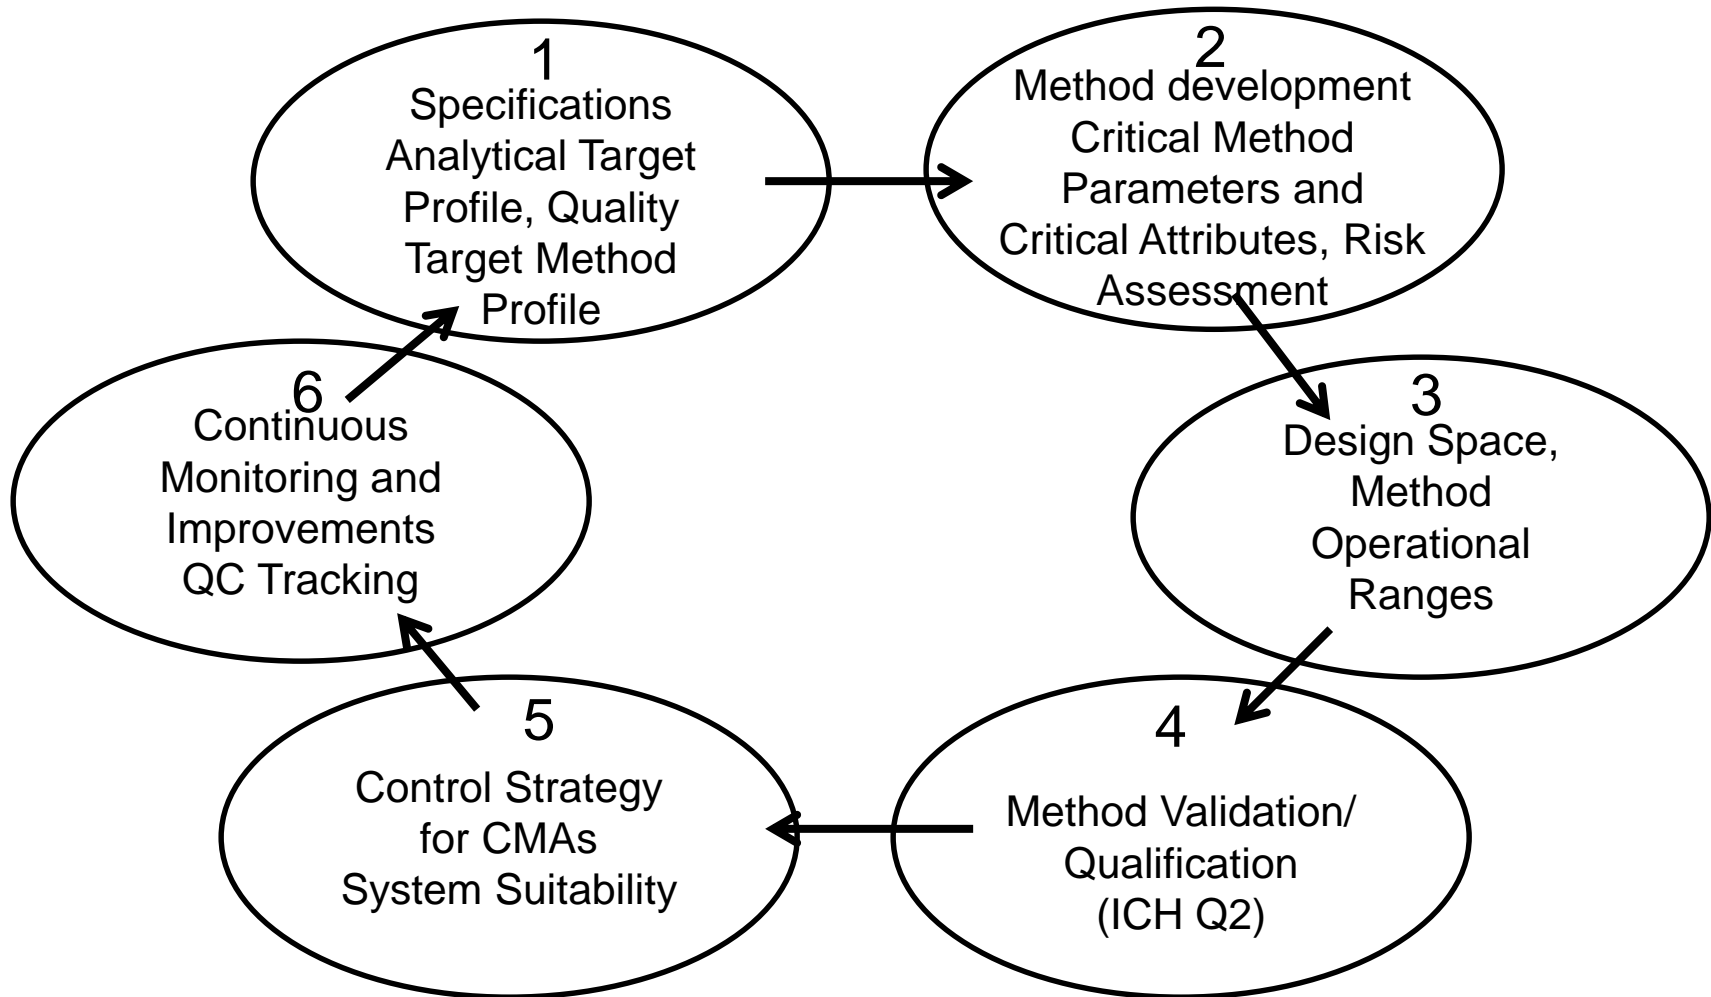 1
Specifications
Analytical Target
Profile, Quality
Target Method
Profile
2
Method development
Critical Method
Parameters and
Critical Attributes, Risk
Assessment
3
Design Space,
Method
Operational
Ranges
4
Method Validation/
Qualification
(ICH Q2)
5
Control Strategy
for CMAs
System Suitability
6
Continuous
Monitoring and
Improvements
QC Tracking